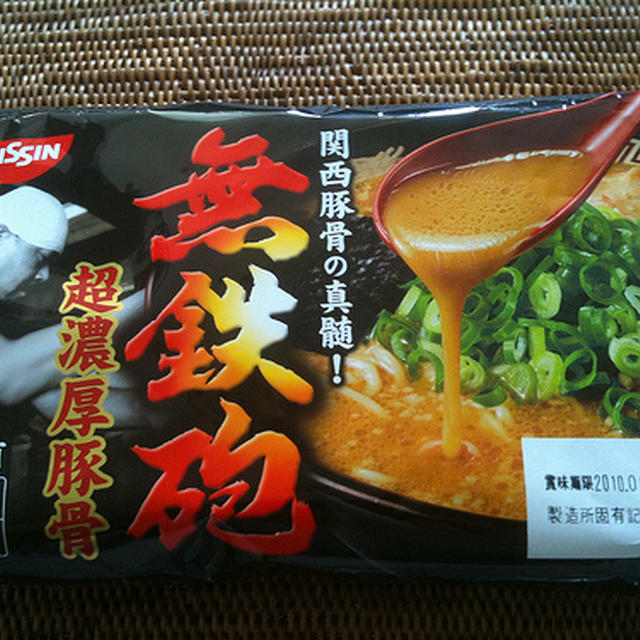 NISSIN
関西豚骨の真髄！
無鉄砲
超濃厚豚骨
賞味期限2010.0
製造所固有記